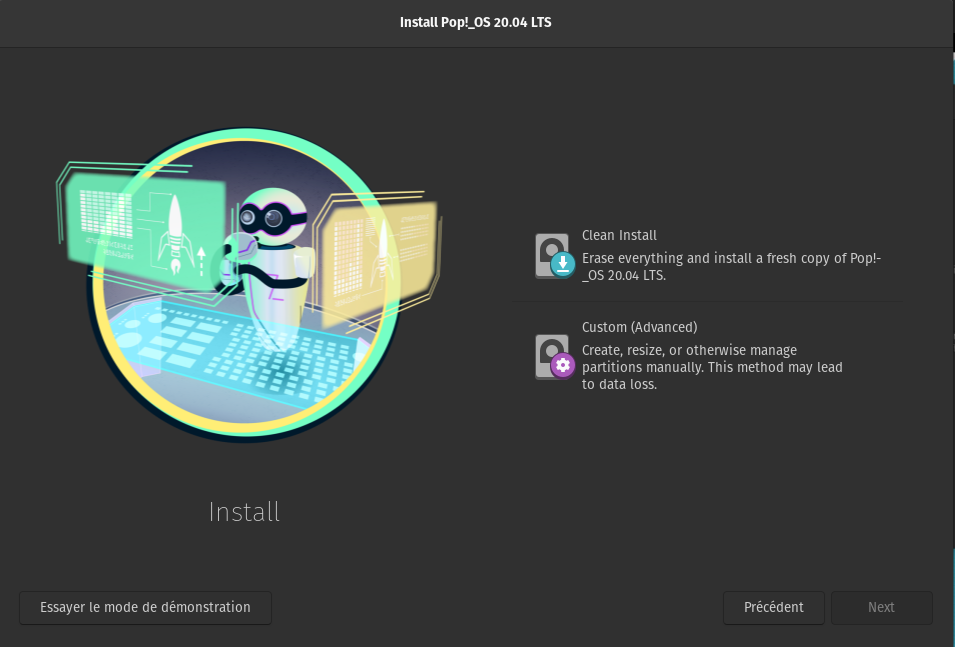 Install Pop!_OS 20.04 LTS
Clean Install
Erase everything and install a fresh copy of Pop!-
_OS 20.04 LTS.
Custom (Advanced)
Create, resize, or otherwise manage
partitions manually. This method may lead
to data loss.
Install
Essayer le mode de démonstration
Précédent
Next